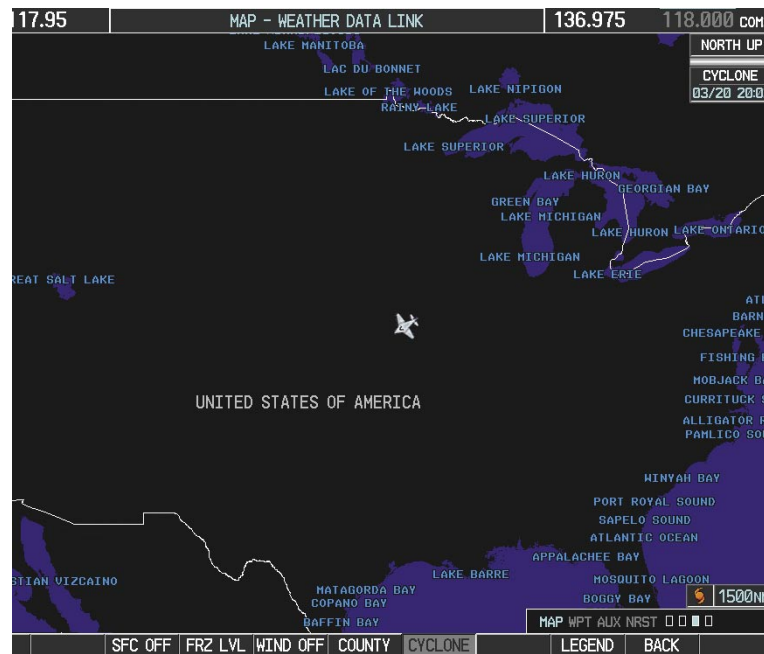 117.95 MAP - WEATHER DATA LINK 136.975 118.000 COM
LAKE MANITOBA
NORTH UP
LAC DU BONNET
CYCLONE
LAKE OF THE WOODS LAKE NIPIGON
03/20 20:0
RAINY LAKE
LAKE SUPERIOR
LAKE SUPERIOR
LAKE HURON
GEORGIAN BAY
GREEN BAY
LAKE MICHIGAN
LAKE HURON LAKE ONTARIO
LAKE MICHIGAN
LAKE ERIE
REAT SALT LAKE
ATL
BARN
CHESAPEAKE
FISHING
MOBJACK BA
UNITED STATES OF AMERICA
CURRITUCK S
ALLIGATOR R
PAMLICO SOU
WINYAH BAY
PORT ROYAL SOUND
SAPELO SOUND
ATLANTIC OCEAN
APPALACHEE BAY
LAKE BARRE
STIAN VIZCAINO
MOSQUITO LAGOON
MATAGORDA BAY
BOGGY BAY
1500NM
COPANO BAY
BAFFIN BAY
MAP WPT AUX NRST
SFC OFF FRZ LVL WIND OFF COUNTY CYCLONE LEGEND BACK